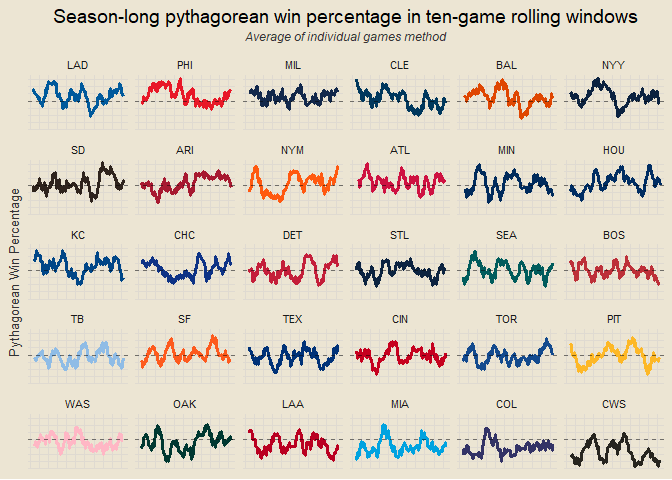 Season-long pythagorean win percentage in ten-game rolling windows
Average of individual games method
Pythagorean Win Percentage
LAD PHI MIL CLE BAL NYY
SD ARI NYM ATL MIN HOU
KC CHC DET STL SEA BOS
TB SF TEX CIN TOR PIT
WAS OAK LAA MIA COL CWS